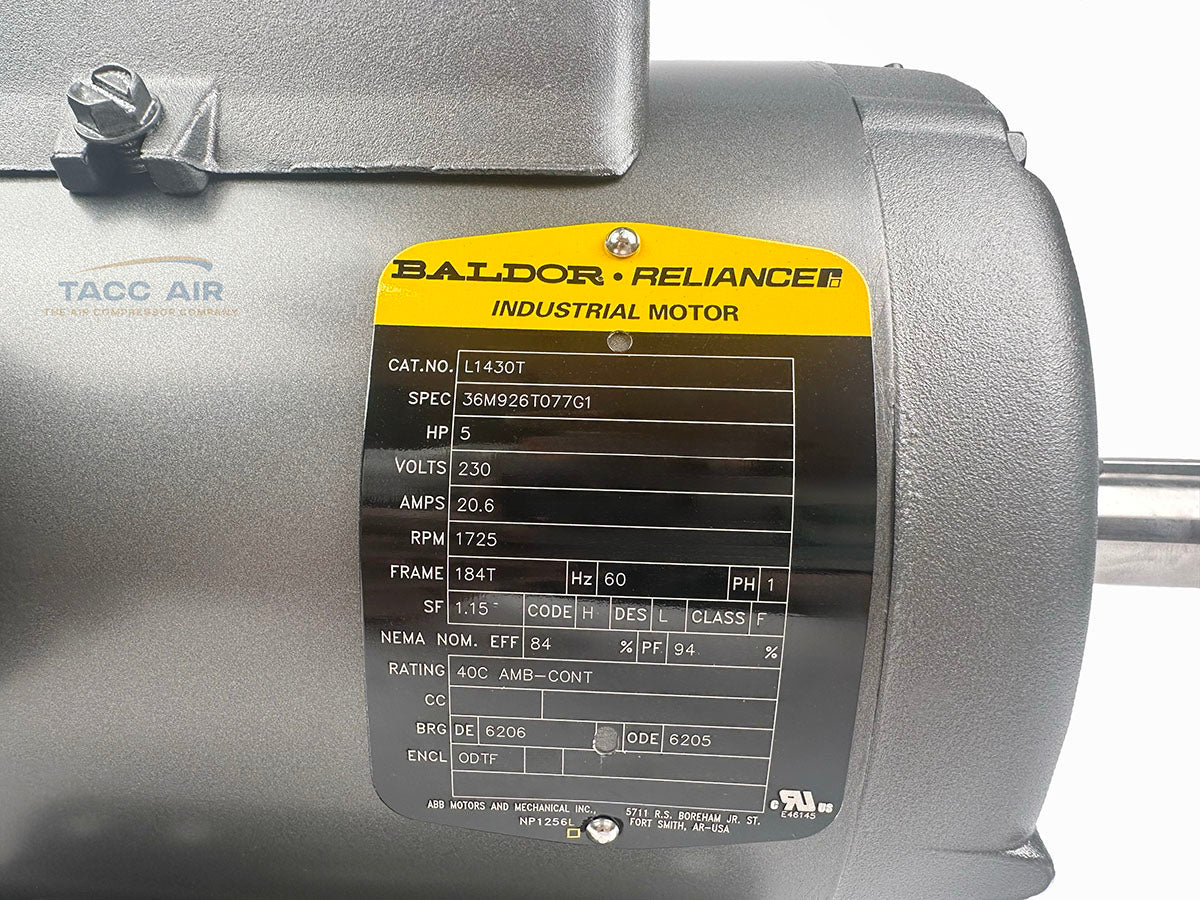 TACC AIR
THE AIR COMPRESSOR COMPANY
BALDOR • RELIANCE
INDUSTRIAL MOTOR
CAT.NO. L1430T
SPEC 36M926T077G1
HP 5
VOLTS 230
AMPS 20.6
RPM 1725
FRAME 184T Hz 60 PH 1
SF 1.15 CODE H DES L CLASS F
NEMA NOM. EFF 84 % PF 94 %
RATING 40C AMB-CONT
CC
BRG DE 6206 ODE 6205
ENCL ODTF
ABB MOTORS AND MECHANICAL INC., 5711 R.S. BOREHAM JR. ST.
NP1256L FORT SMITH, AR-USA
C RU US
E46145